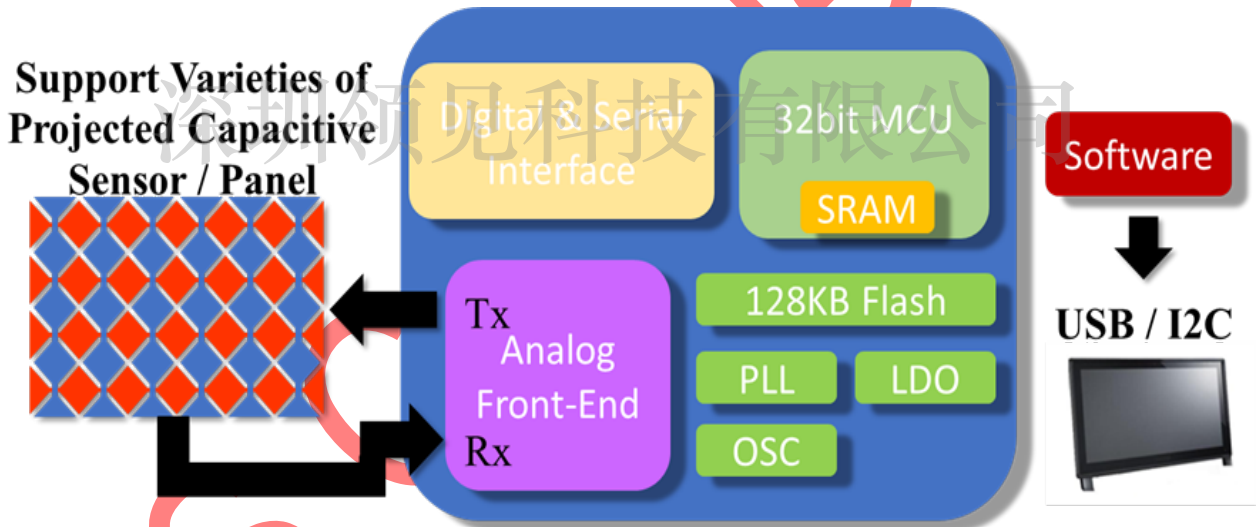 Support Varieties of
Projected Capacitive
Sensor / Panel
深圳领见科技有限公司
Digital & Serial
Interface
32bit MCU
SRAM
Software
Tx
Analog
Front-End
Rx
128KB Flash
PLL
LDO
OSC
USB / I2C